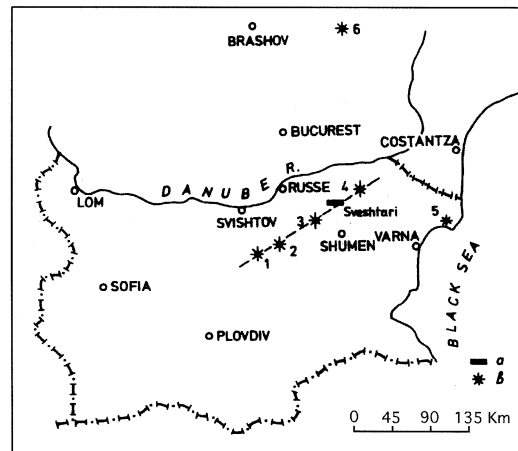 BRASHOV
6
BUCUREST
COSTANTZA
DANUBE R.
LOM
RUSSE
4
SVISHTOV
Sveshtari
3
5
SHUMEN
VARNA
2
1
SOFIA
PLOVDIV
BLACK SEA
a
b
0 45 90 135 Km